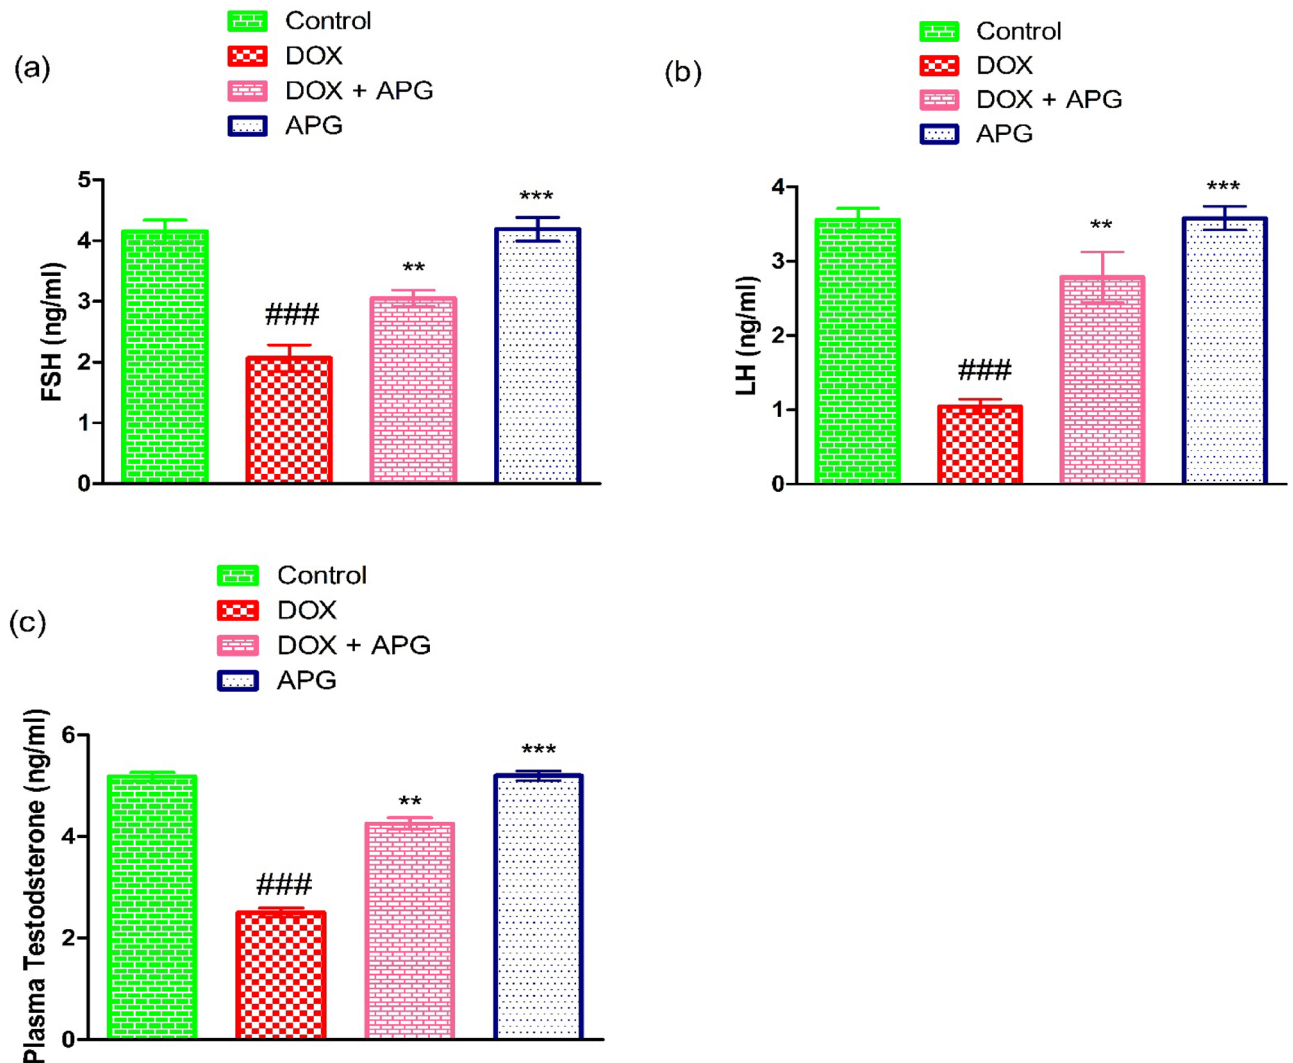 (a)
Control
DOX
DOX + APG
APG
FSH (ng/ml)
5
4
3
2
1
0
###
**
***
(b)
Control
DOX
DOX + APG
APG
LH (ng/ml)
4
3
2
1
0
###
**
***
(c)
Control
DOX
DOX + APG
APG
Plasma Testodsterone (ng/ml)
6
4
2
0
###
**
***